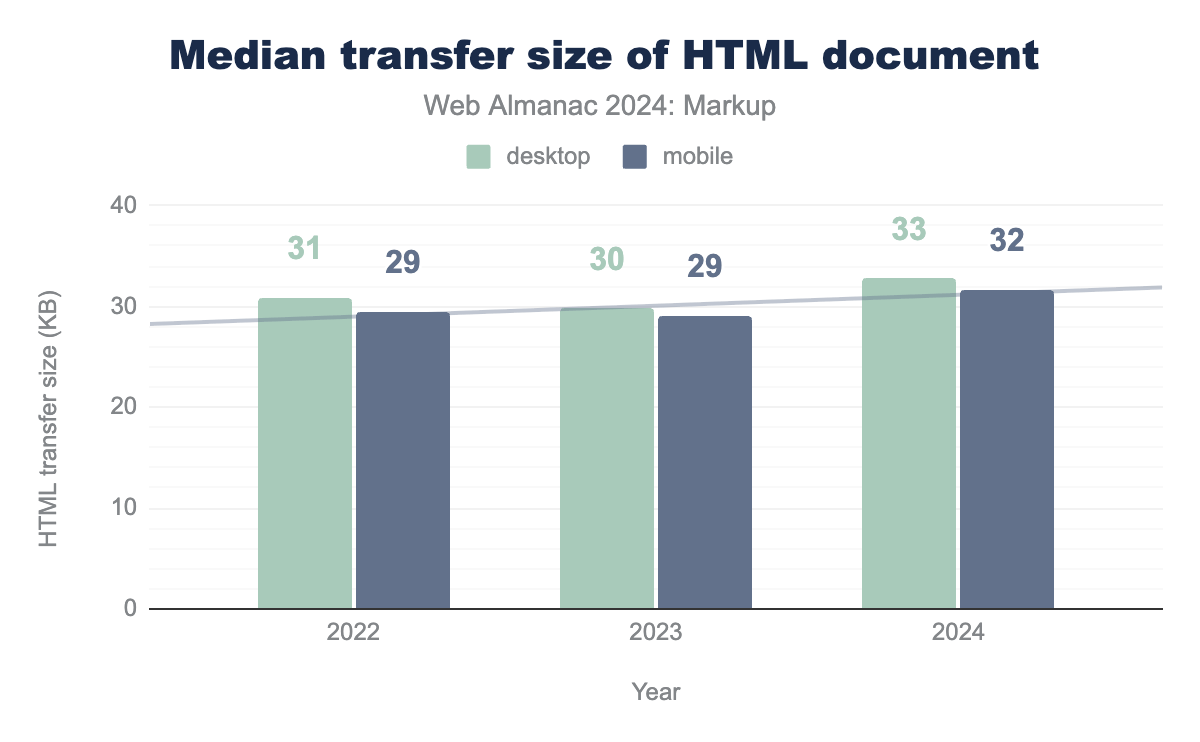 Median transfer size of HTML document
Web Almanac 2024: Markup
desktop mobile
HTML transfer size (KB)
40
30
20
10
0
31 29 30 29 33 32
2022 2023 2024
Year